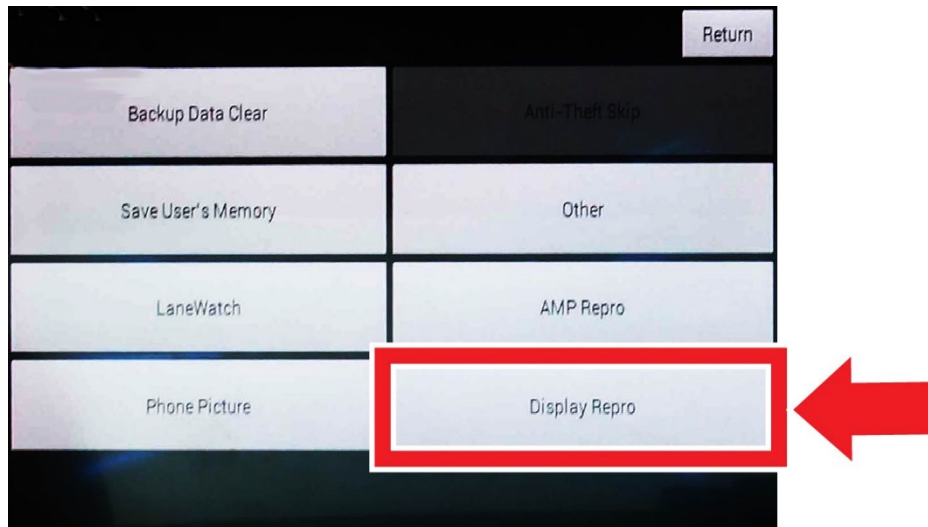 Return
Backup Data Clear
Anti-Theft Skip
Save User's Memory
Other
LaneWatch
AMP Repro
Phone Picture
Display Repro